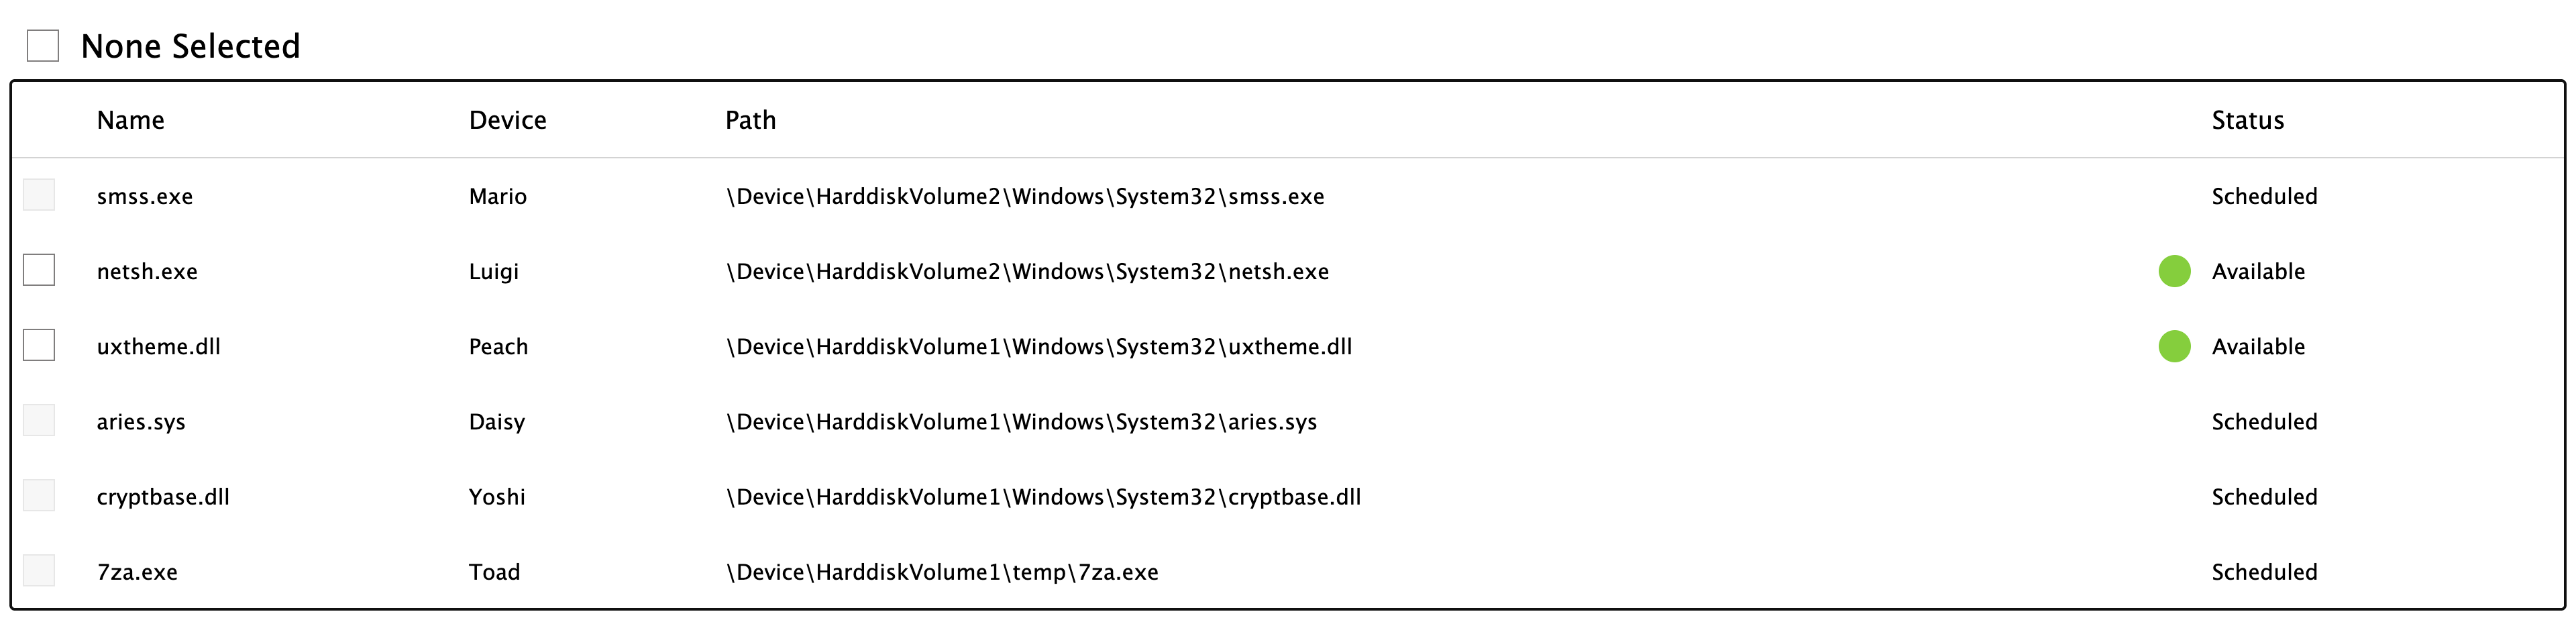 None Selected
Name Device Path Status
smss.exe Mario \Device\HarddiskVolume2\Windows\System32\smss.exe Scheduled
netsh.exe Luigi \Device\HarddiskVolume2\Windows\System32\netsh.exe Available
uxtheme.dll Peach \Device\HarddiskVolume1\Windows\System32\uxtheme.dll Available
aries.sys Daisy \Device\HarddiskVolume1\Windows\System32\aries.sys Scheduled
cryptbase.dll Yoshi \Device\HarddiskVolume1\Windows\System32\cryptbase.dll Scheduled
7za.exe Toad \Device\HarddiskVolume1\temp\7za.exe Scheduled